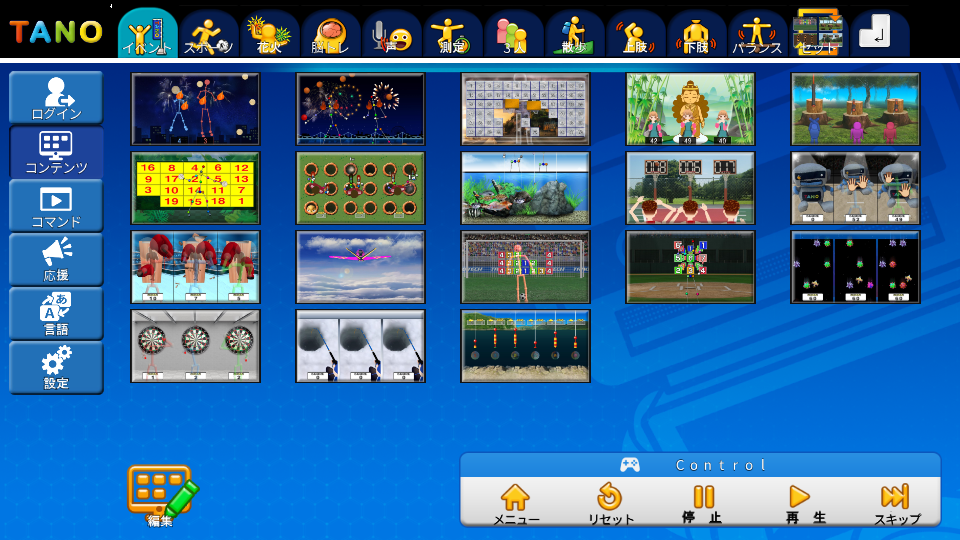 TANO
イベント
スポーツ
花火
脳トレ
声
測定
3人
散歩
上肢
下肢
バランス
セット
ログイン
コンテンツ
コマンド
応援
言語
設定
16 8 4 6 12
9 17 2 5 13
3 10 14 11 7
19 15 18 1
編集
Control
メニュー
リセット
停 止
再 生
スキップ